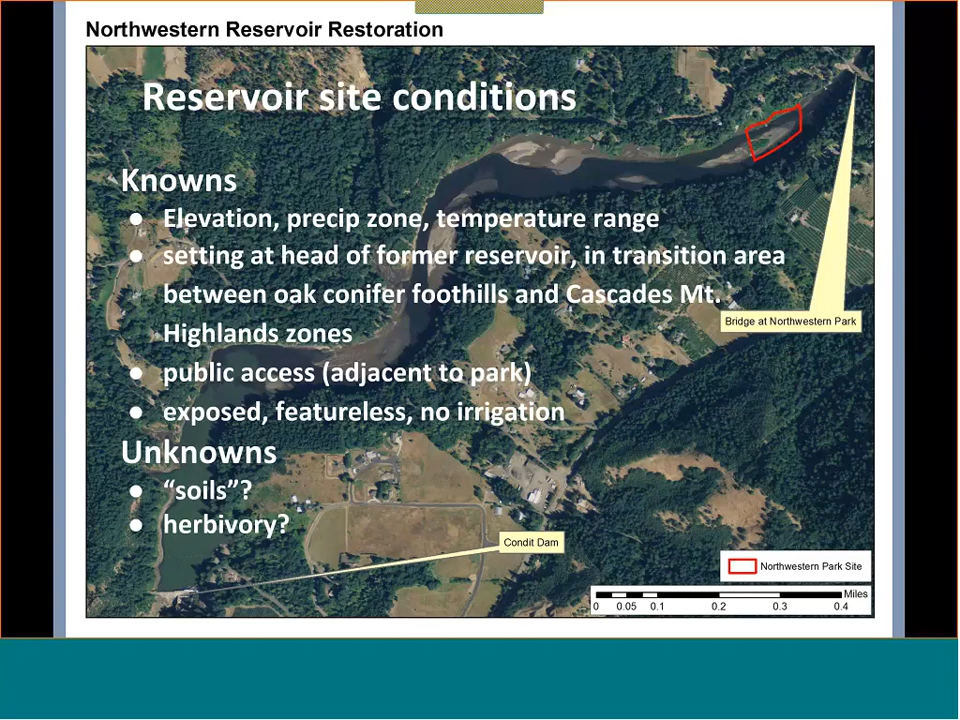 Northwestern Reservoir Restoration
Reservoir site conditions
Knowns
● Elevation, precip zone, temperature range
● setting at head of former reservoir, in transition area
between oak conifer foothills and Cascades Mt.
Highlands zones
● public access (adjacent to park)
● exposed, featureless, no irrigation
Unknowns
● “soils”?
● herbivory?
Bridge at Northwestern Park
Condit Dam
Northwestern Park Site
Miles
0 0.05 0.1 0.2 0.3 0.4